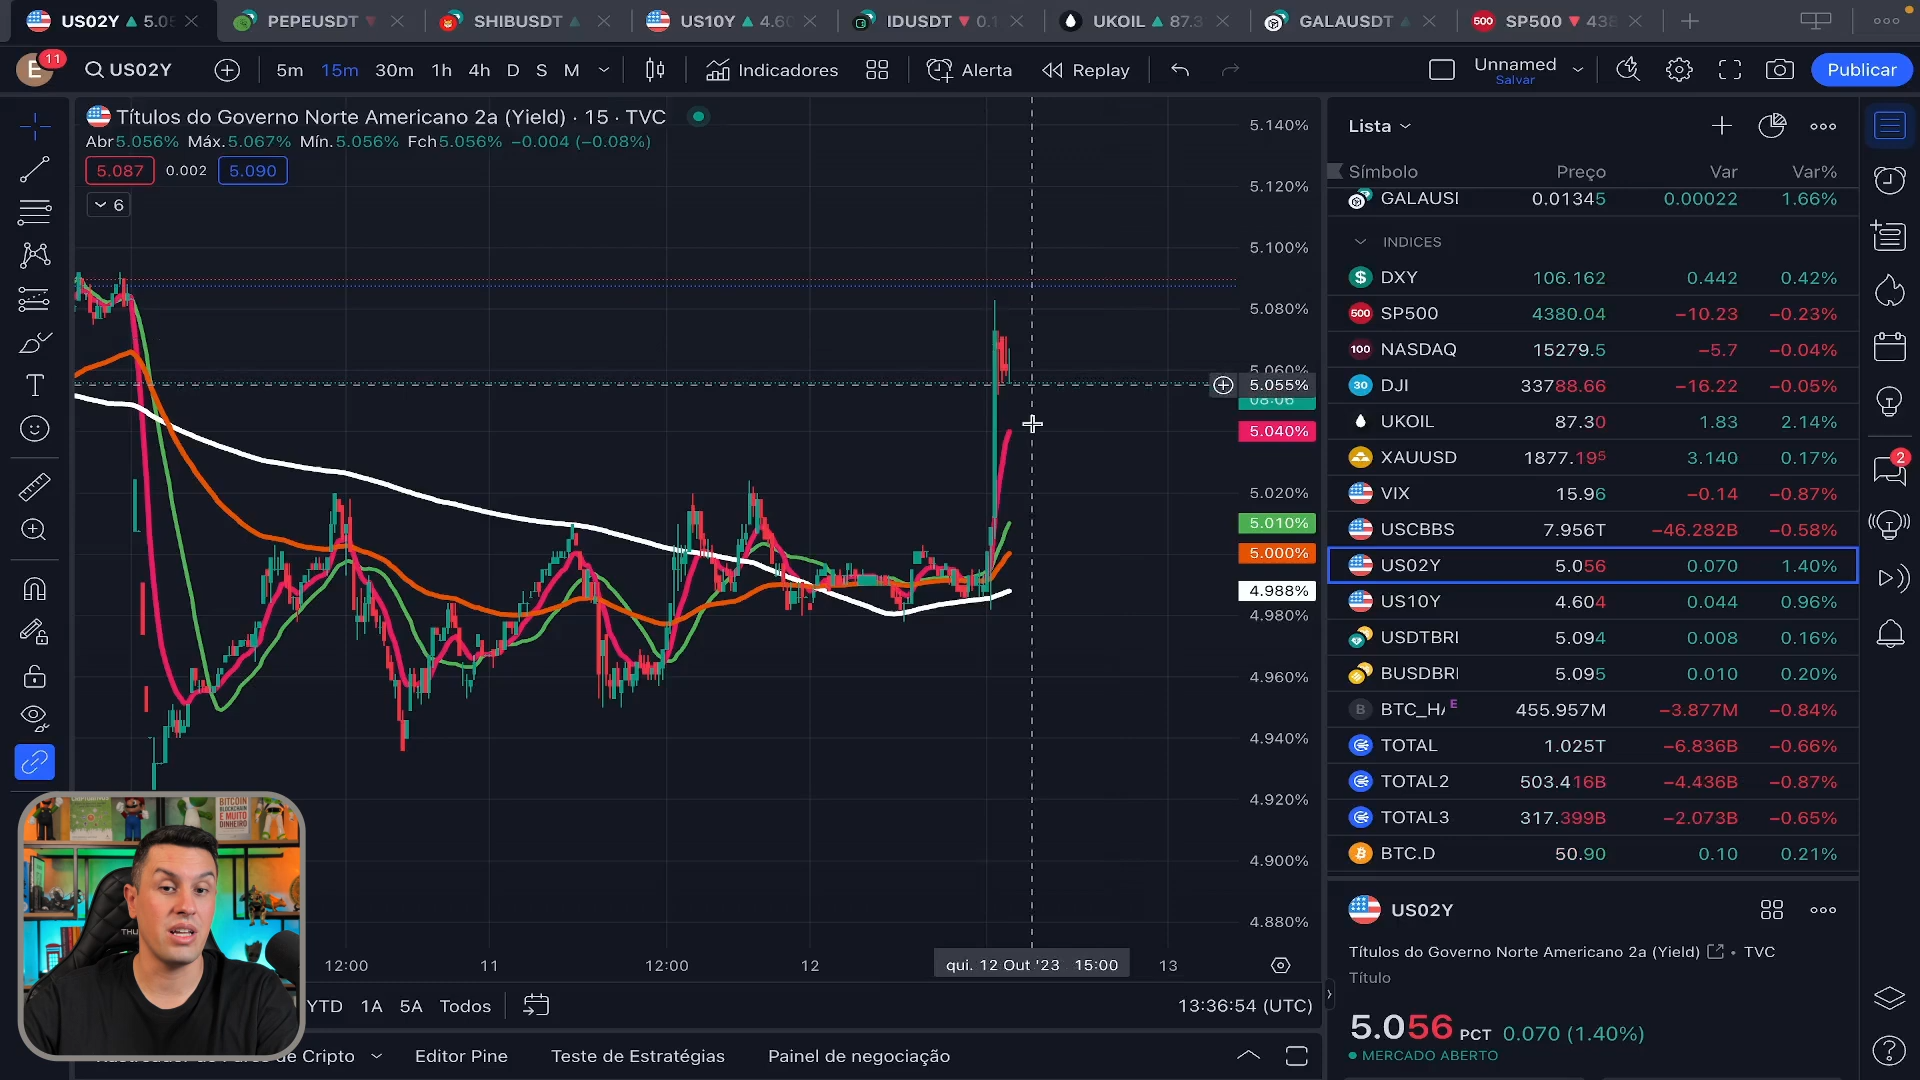 US02Y ▲ 5.05
PEPEUSDT ▼
SHIBUSDT ▲
US10Y ▲ 4.60
IDUSDT ▼ 0.1
UKOIL ▲ 87.3
GALAUSDT ▲
500 SP500 ▼ 438
E 11
US02Y
5m 15m 30m 1h 4h D S M
Indicadores
Alerta
Replay
Unnamed
Salvar
Publicar
Títulos do Governo Norte Americano 2a (Yield) · 15 · TVC
Abr5.056% Máx.5.067% Mín.5.056% Fch5.056% −0.004 (−0.08%)
5.087 0.002 5.090
6
5.140%
5.120%
5.100%
5.080%
5.060%
5.055%
08:06
5.040%
5.020%
5.010%
5.000%
4.988%
4.980%
4.960%
4.940%
4.920%
4.900%
4.880%
12:00 11 12:00 12 qui. 12 Out '23 15:00 13
YTD 1A 5A Todos
13:36:54 (UTC)
de Cripto
Editor Pine
Teste de Estratégias
Painel de negociação
BITCOIN
BLOCKCHAIN
E MUITO
DINHEIRO
Lista
Símbolo Preço Var Var%
GALAUSI 0.01345 0.00022 1.66%
INDICES
$ DXY 106.162 0.442 0.42%
500 SP500 4380.04 −10.23 −0.23%
100 NASDAQ 15279.5 −5.7 −0.04%
30 DJI 33788.66 −16.22 −0.05%
UKOIL 87.30 1.83 2.14%
XAUUSD 1877.195 3.140 0.17%
VIX 15.96 −0.14 −0.87%
USCBBS 7.956T −46.282B −0.58%
US02Y 5.056 0.070 1.40%
US10Y 4.604 0.044 0.96%
USDTBRI 5.094 0.008 0.16%
BUSDBRI 5.095 0.010 0.20%
B BTC_HA E 455.957M −3.877M −0.84%
TOTAL 1.025T −6.836B −0.66%
TOTAL2 503.416B −4.436B −0.87%
TOTAL3 317.399B −2.073B −0.65%
BTC.D 50.90 0.10 0.21%
US02Y
Títulos do Governo Norte Americano 2a (Yield) • TVC
Título
5.056 PCT 0.070 (1.40%)
MERCADO ABERTO
2